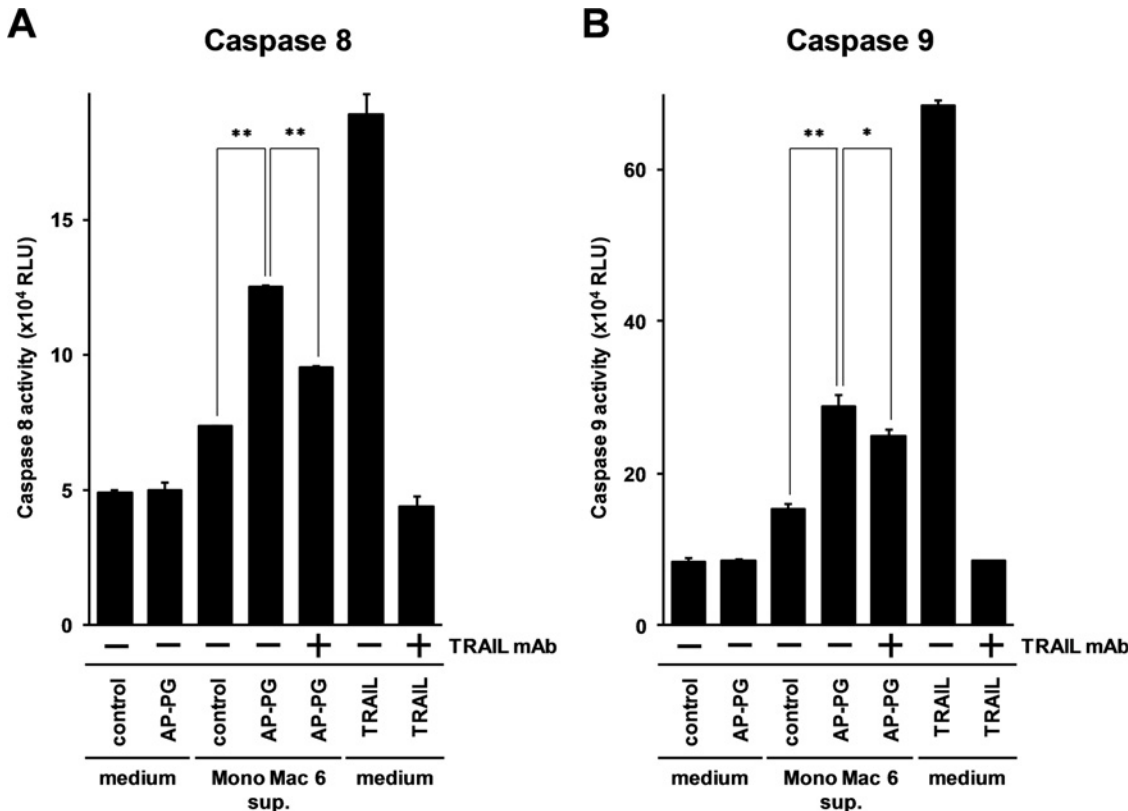 A
Caspase 8
Caspase 8 activity (x10⁴ RLU)
15
10
5
0
** **
− − − − + − + TRAIL mAb
control AP-PG control AP-PG AP-PG TRAIL TRAIL
medium Mono Mac 6 sup. medium
B
Caspase 9
Caspase 9 activity (x10⁴ RLU)
60
40
20
0
** *
− − − − + − + TRAIL mAb
control AP-PG control AP-PG AP-PG TRAIL TRAIL
medium Mono Mac 6 sup. medium